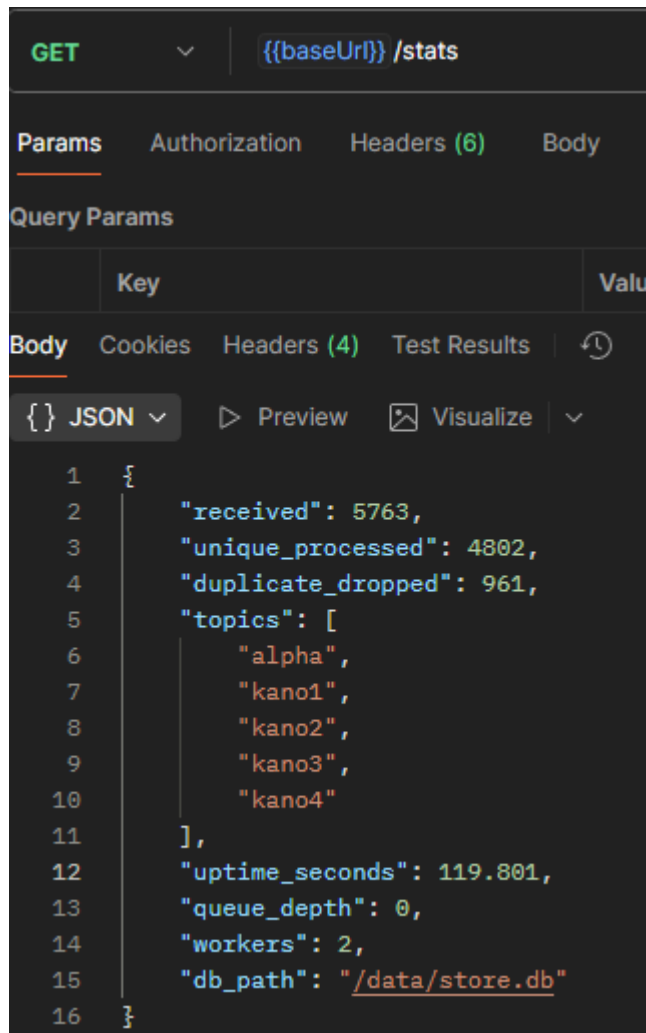 GET {{baseUrl}} /stats
Params Authorization Headers (6) Body
Query Params
Key Valu
Body Cookies Headers (4) Test Results
{} JSON Preview Visualize
1 {
2 "received": 5763,
3 "unique_processed": 4802,
4 "duplicate_dropped": 961,
5 "topics": [
6 "alpha",
7 "kano1",
8 "kano2",
9 "kano3",
10 "kano4"
11 ],
12 "uptime_seconds": 119.801,
13 "queue_depth": 0,
14 "workers": 2,
15 "db_path": "/data/store.db"
16 }